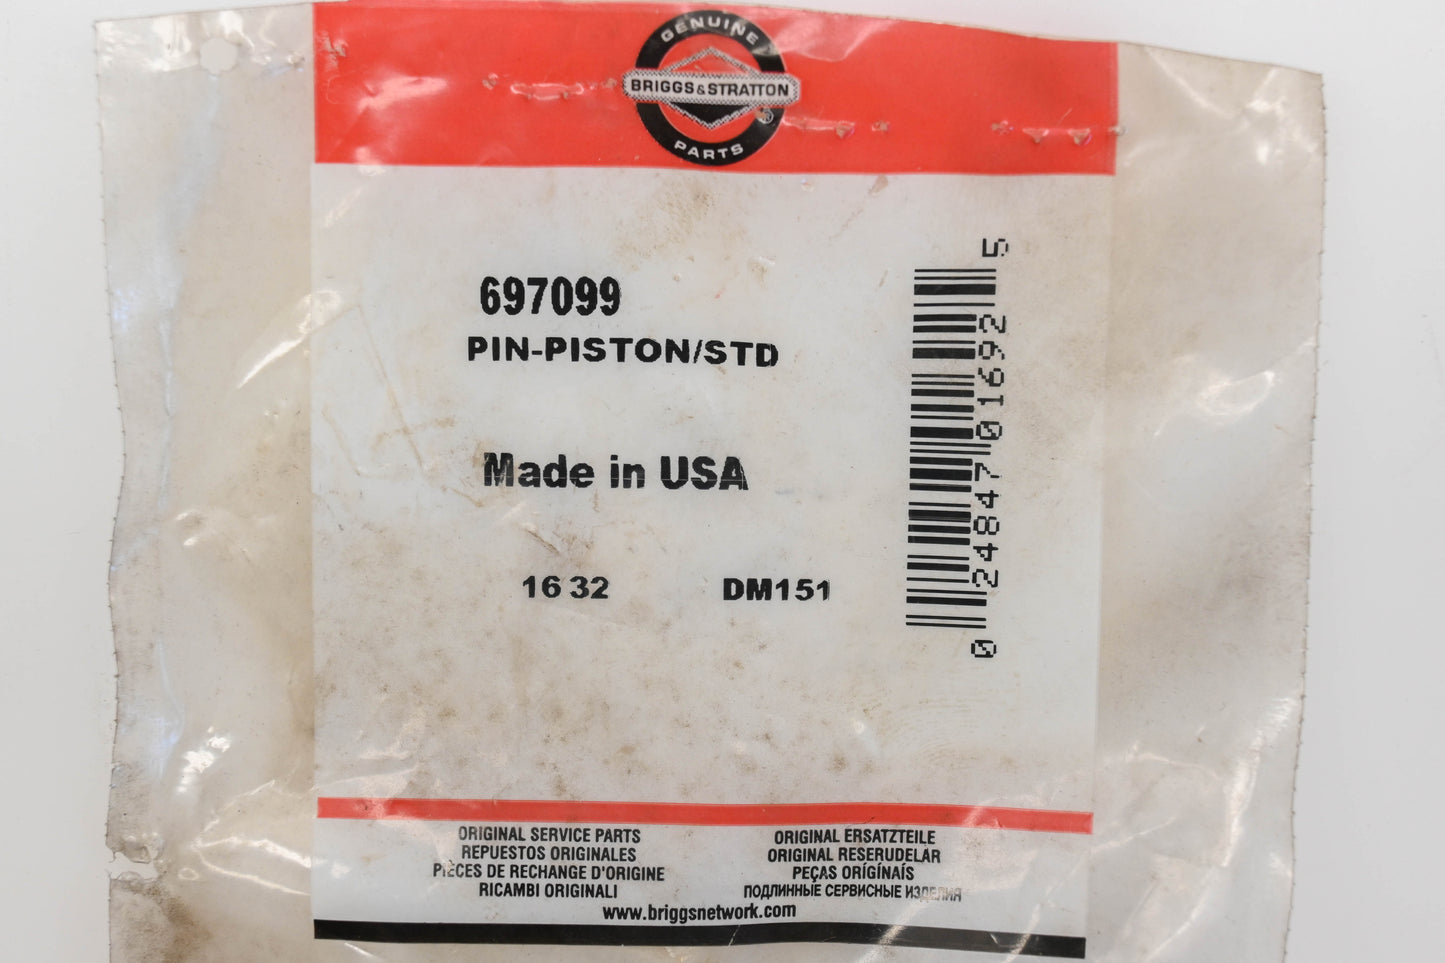 GENUINE
BRIGGS&STRATTON
®
PARTS
697099
PIN-PISTON/STD
Made in USA
16 32 DM151
0 24847 01692 5
ORIGINAL SERVICE PARTS
REPUESTOS ORIGINALES
PIÈCES DE RECHANGE D'ORIGINE
RICAMBI ORIGINALI
ORIGINAL ERSATZTEILE
ORIGINAL RESERUDELAR
PEÇAS ORÍGÍNAÍS
ПОДЛИННЫЕ СЕРВИСНЫЕ ИЗДЕЛИЯ
www.briggsnetwork.com